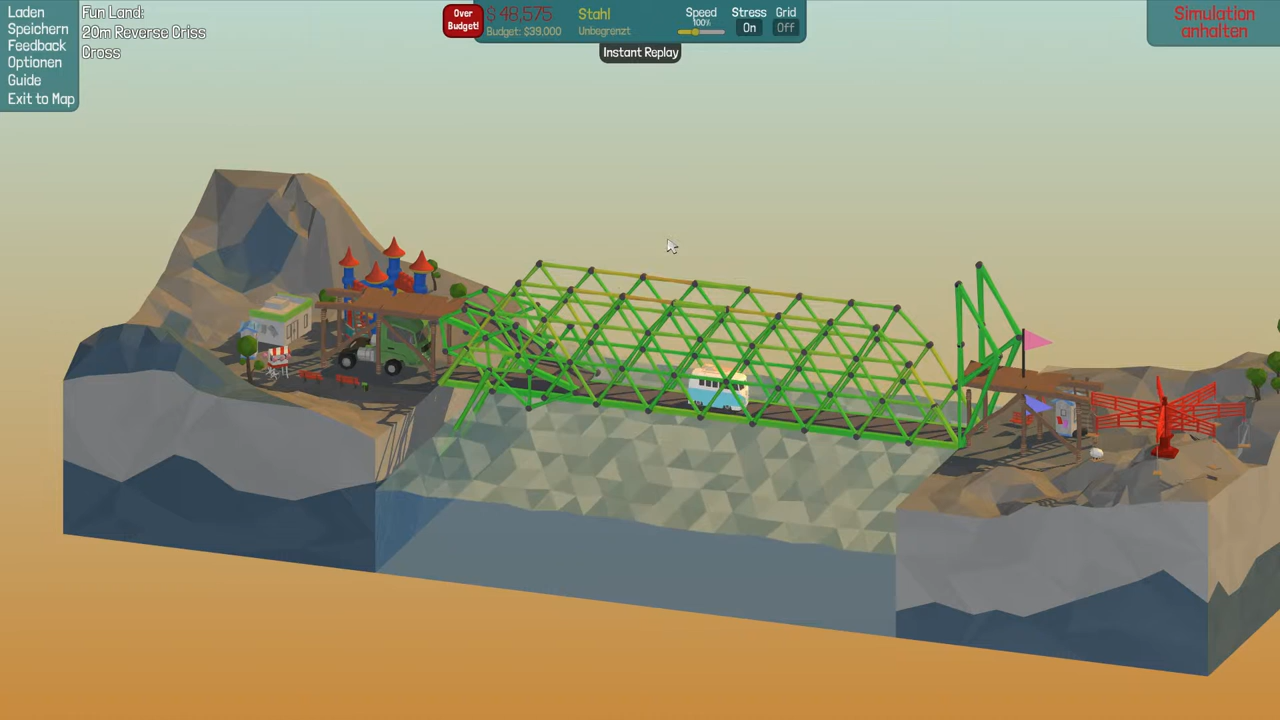 Laden
Speichern
Feedback
Optionen
Guide
Exit to Map
Fun Land:
20m Reverse Criss
Cross
Over
Budget!
$ 48,575
Budget: $39,000
Stahl
Unbegrenzt
Speed
100%
Stress
On
Grid
Off
Instant Replay
Simulation
anhalten